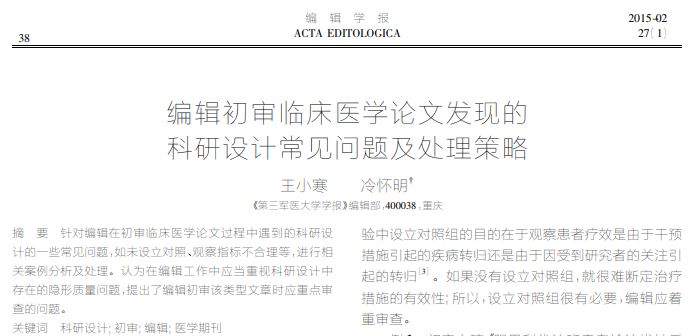 38
编 辑 学 报
ACTA EDITOLOGICA
2015-02
27(1)
编辑初审临床医学论文发现的
科研设计常见问题及处理策略
王小寒 冷怀明†
《第三军医大学学报》编辑部,400038,重庆
摘 要 针对编辑在初审临床医学论文过程中遇到的科研设
计的一些常见问题,如未设立对照、观察指标不合理等,进行相
关案例分析及处理。认为在编辑工作中应当重视科研设计中
存在的隐形质量问题,提出了编辑初审该类型文章时应重点审
查的问题。
关键词 科研设计; 初审; 编辑; 医学期刊
验中设立对照组的目的在于观察患者疗效是由于干预
措施引起的疾病转归还是由于因受到研究者的关注引
起的转归[3]。如果没有设立对照组,就很难断定治疗
措施的有效性; 所以,设立对照组很有必要,编辑应着
重审查。